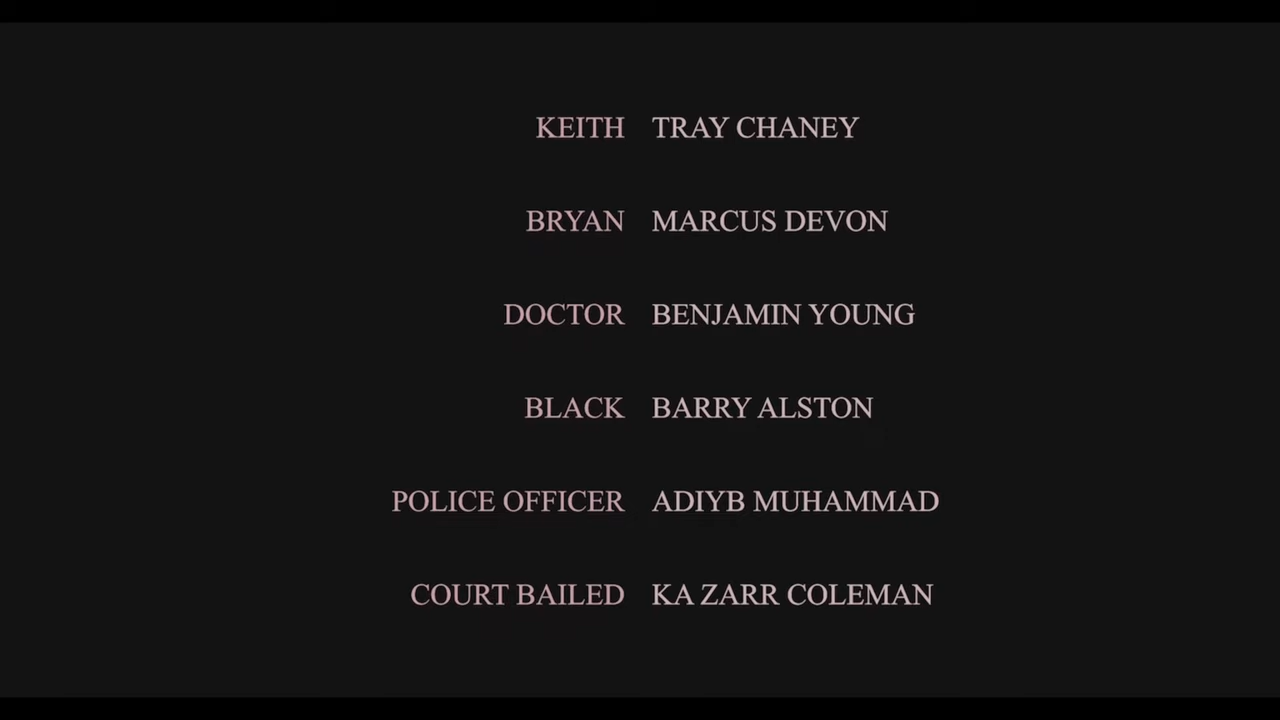 KEITH TRAY CHANEY
BRYAN MARCUS DEVON
DOCTOR BENJAMIN YOUNG
BLACK BARRY ALSTON
POLICE OFFICER ADIYB MUHAMMAD
COURT BAILED KA ZARR COLEMAN